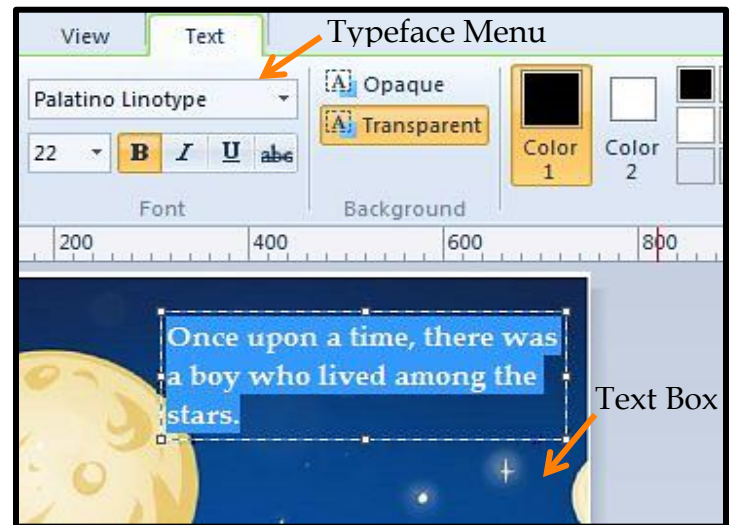 View Text Typeface Menu
Palatino Linotype
Opaque
Transparent
22 B I U abc
Color 1
Color 2
Font
Background
200 400 600 800
Once upon a time, there was
a boy who lived among the
stars.
Text Box